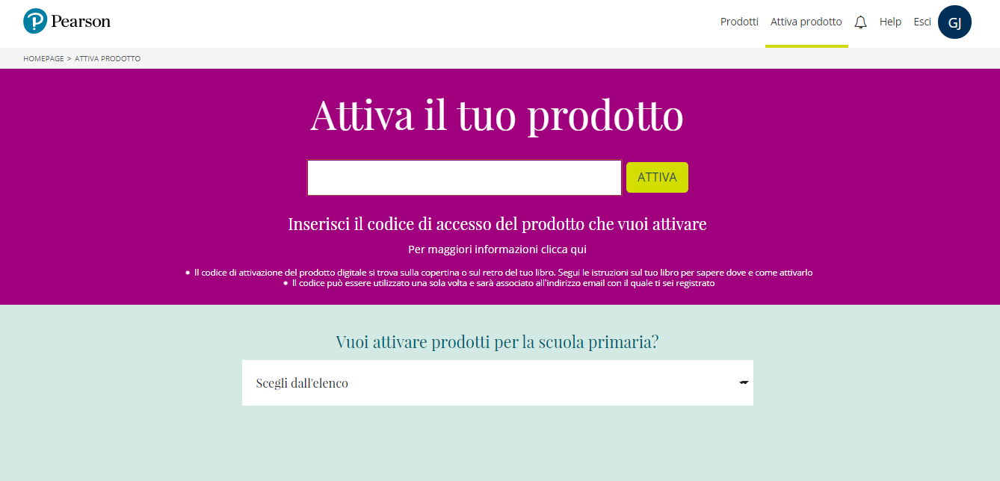 Pearson
Prodotti Attiva prodotto Help Esci GJ
HOMEPAGE > ATTIVA PRODOTTO
Attiva il tuo prodotto
ATTIVA
Inserisci il codice di accesso del prodotto che vuoi attivare
Per maggiori informazioni clicca qui
Il codice di attivazione del prodotto digitale si trova sulla copertina o sul retro del tuo libro. Segui le istruzioni sul tuo libro per sapere dove e come attivarlo
Il codice può essere utilizzato una sola volta e sarà associato all'indirizzo email con il quale ti sei registrato
Vuoi attivare prodotti per la scuola primaria?
Scegli dall'elenco